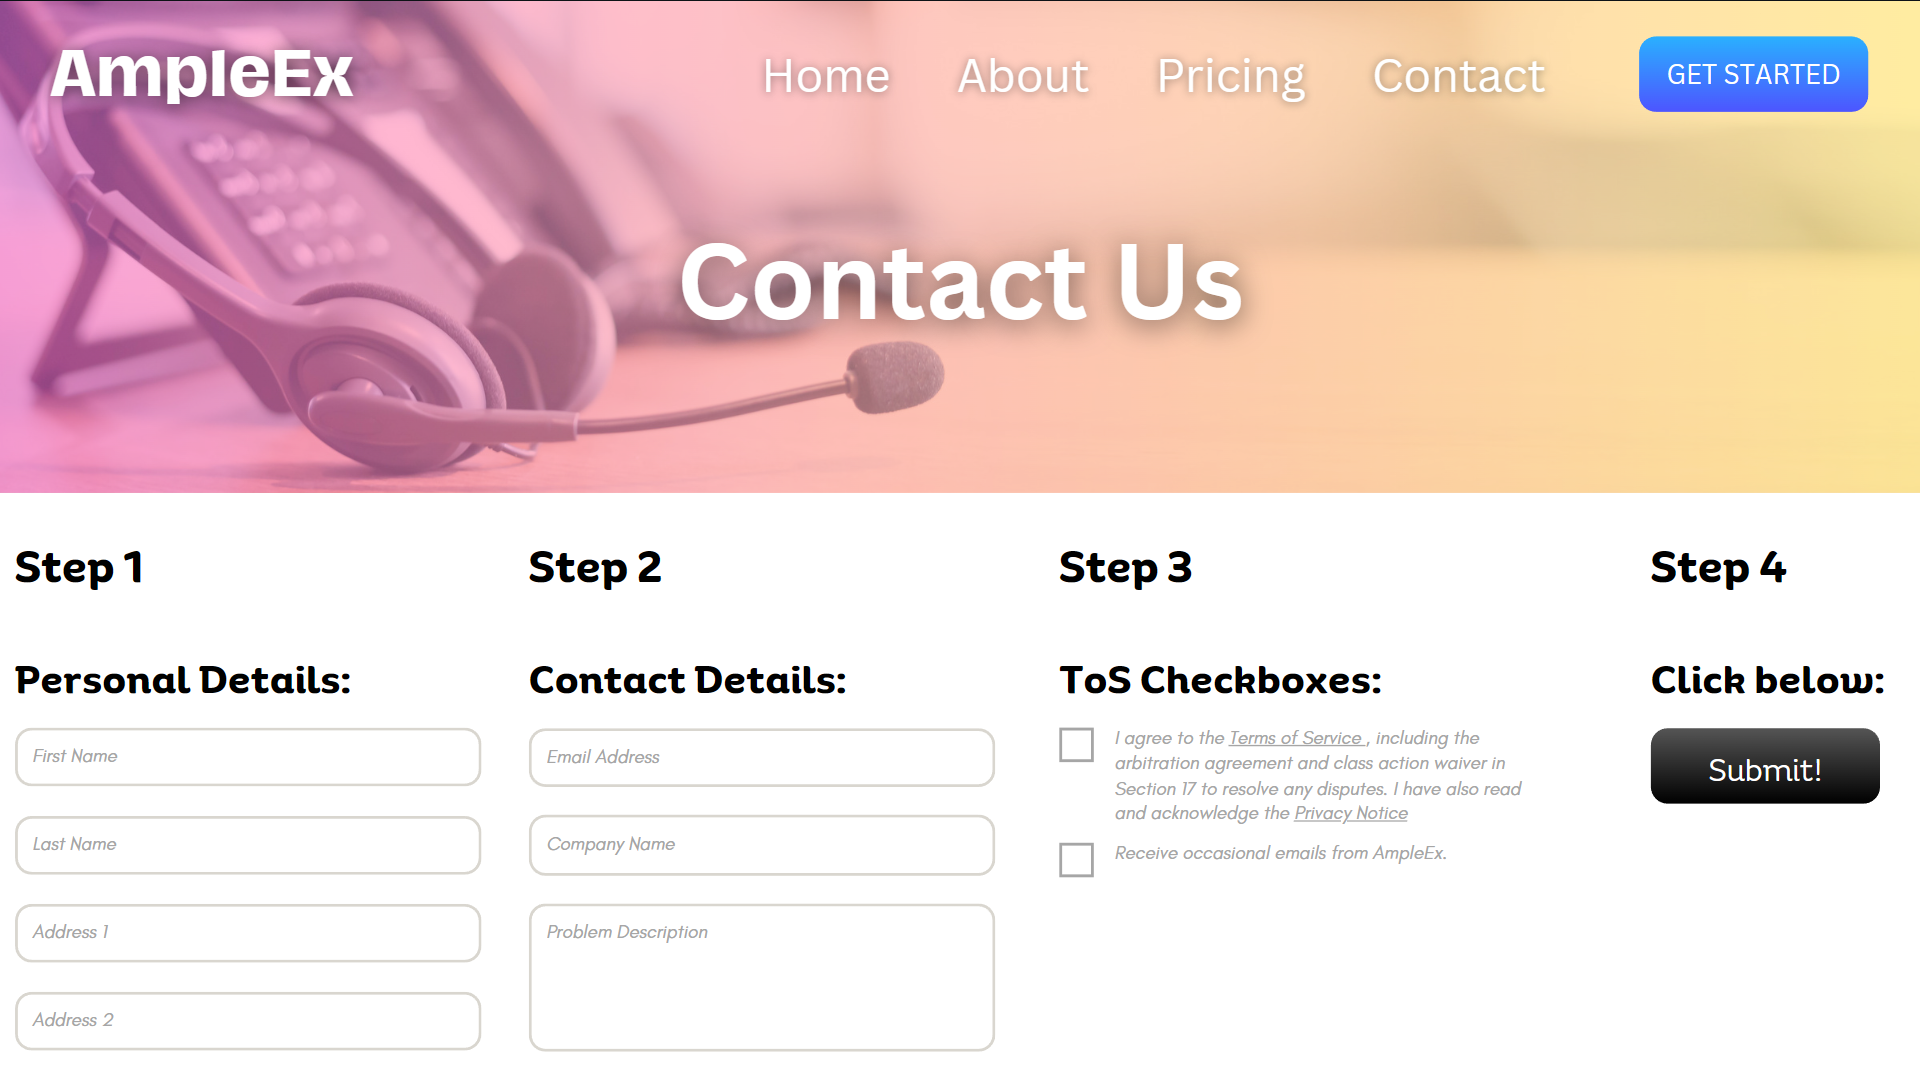 AmpleEx
Home
About
Pricing
Contact
GET STARTED
Contact Us
Step 1
Personal Details:
First Name
Last Name
Address 1
Address 2
Step 2
Contact Details:
Email Address
Company Name
Problem Description
Step 3
ToS Checkboxes:
I agree to the Terms of Service , including the
arbitration agreement and class action waiver in
Section 17 to resolve any disputes. I have also read
and acknowledge the Privacy Notice
Receive occasional emails from AmpleEx.
Step 4
Click below:
Submit!